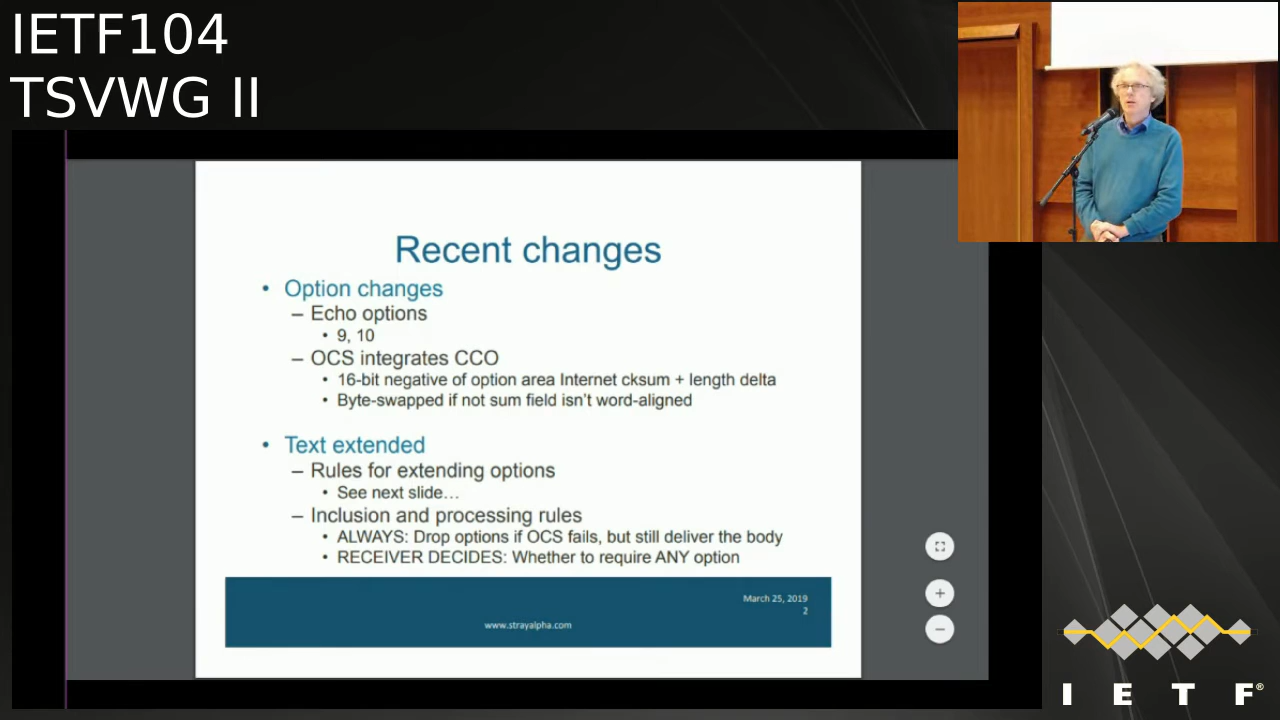 IETF104
TSVWG II
Recent changes
• Option changes
– Echo options
• 9, 10
– OCS integrates CCO
• 16-bit negative of option area Internet cksum + length delta
• Byte-swapped if not sum field isn’t word-aligned
• Text extended
– Rules for extending options
• See next slide…
– Inclusion and processing rules
• ALWAYS: Drop options if OCS fails, but still deliver the body
• RECEIVER DECIDES: Whether to require ANY option
March 25, 2019
2
www.strayalpha.com
I E T F®